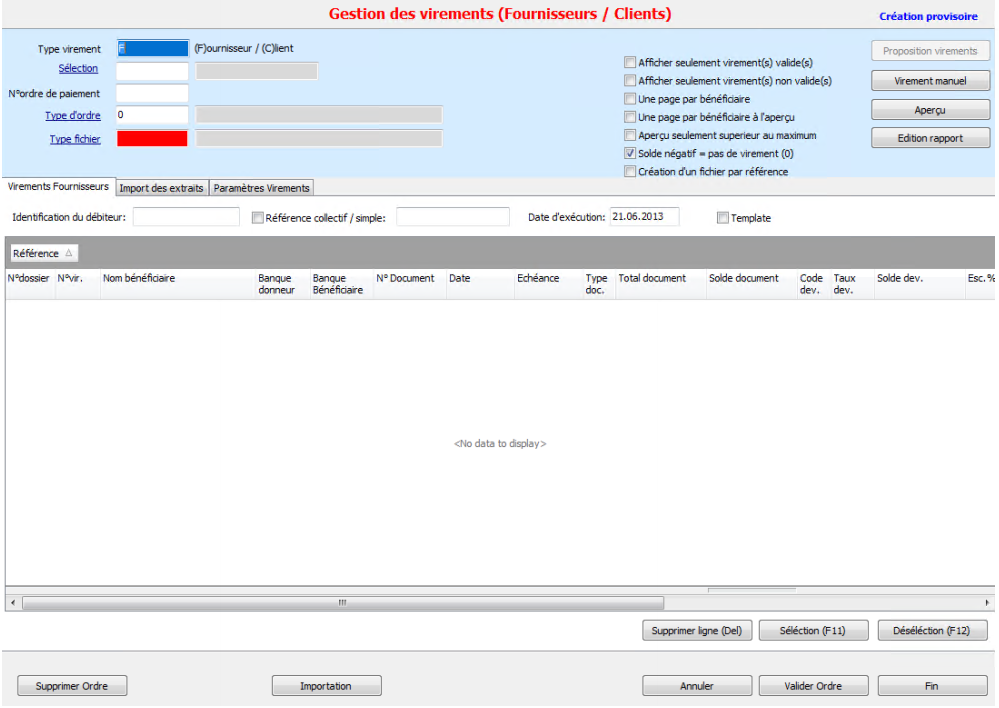 Gestion des virements (Fournisseurs / Clients)
Création provisoire
Type virement F (F)ournisseur / (C)lient
Sélection
N°ordre de paiement
Type d'ordre 0
Type fichier
Afficher seulement virement(s) valide(s)
Afficher seulement virement(s) non valide(s)
Une page par bénéficiaire
Une page par bénéficiaire à l'aperçu
Aperçu seulement superieur au maximum
Solde négatif = pas de virement (0)
Création d'un fichier par référence
Proposition virements
Virement manuel
Aperçu
Edition rapport
Virements Fournisseurs Import des extraits Paramètres Virements
Identification du débiteur: Référence collectif / simple: Date d'exécution: 21.06.2013 Template
Référence
N°dossier N°vir. Nom bénéficiaire Banque donneur Banque Bénéficiaire N° Document Date Echéance Type doc. Total document Solde document Code dev. Taux dev. Solde dev. Esc.%
<No data to display>
Supprimer ligne (Del) Séléction (F11) Déséléction (F12)
Supprimer Ordre Importation Annuler Valider Ordre Fin